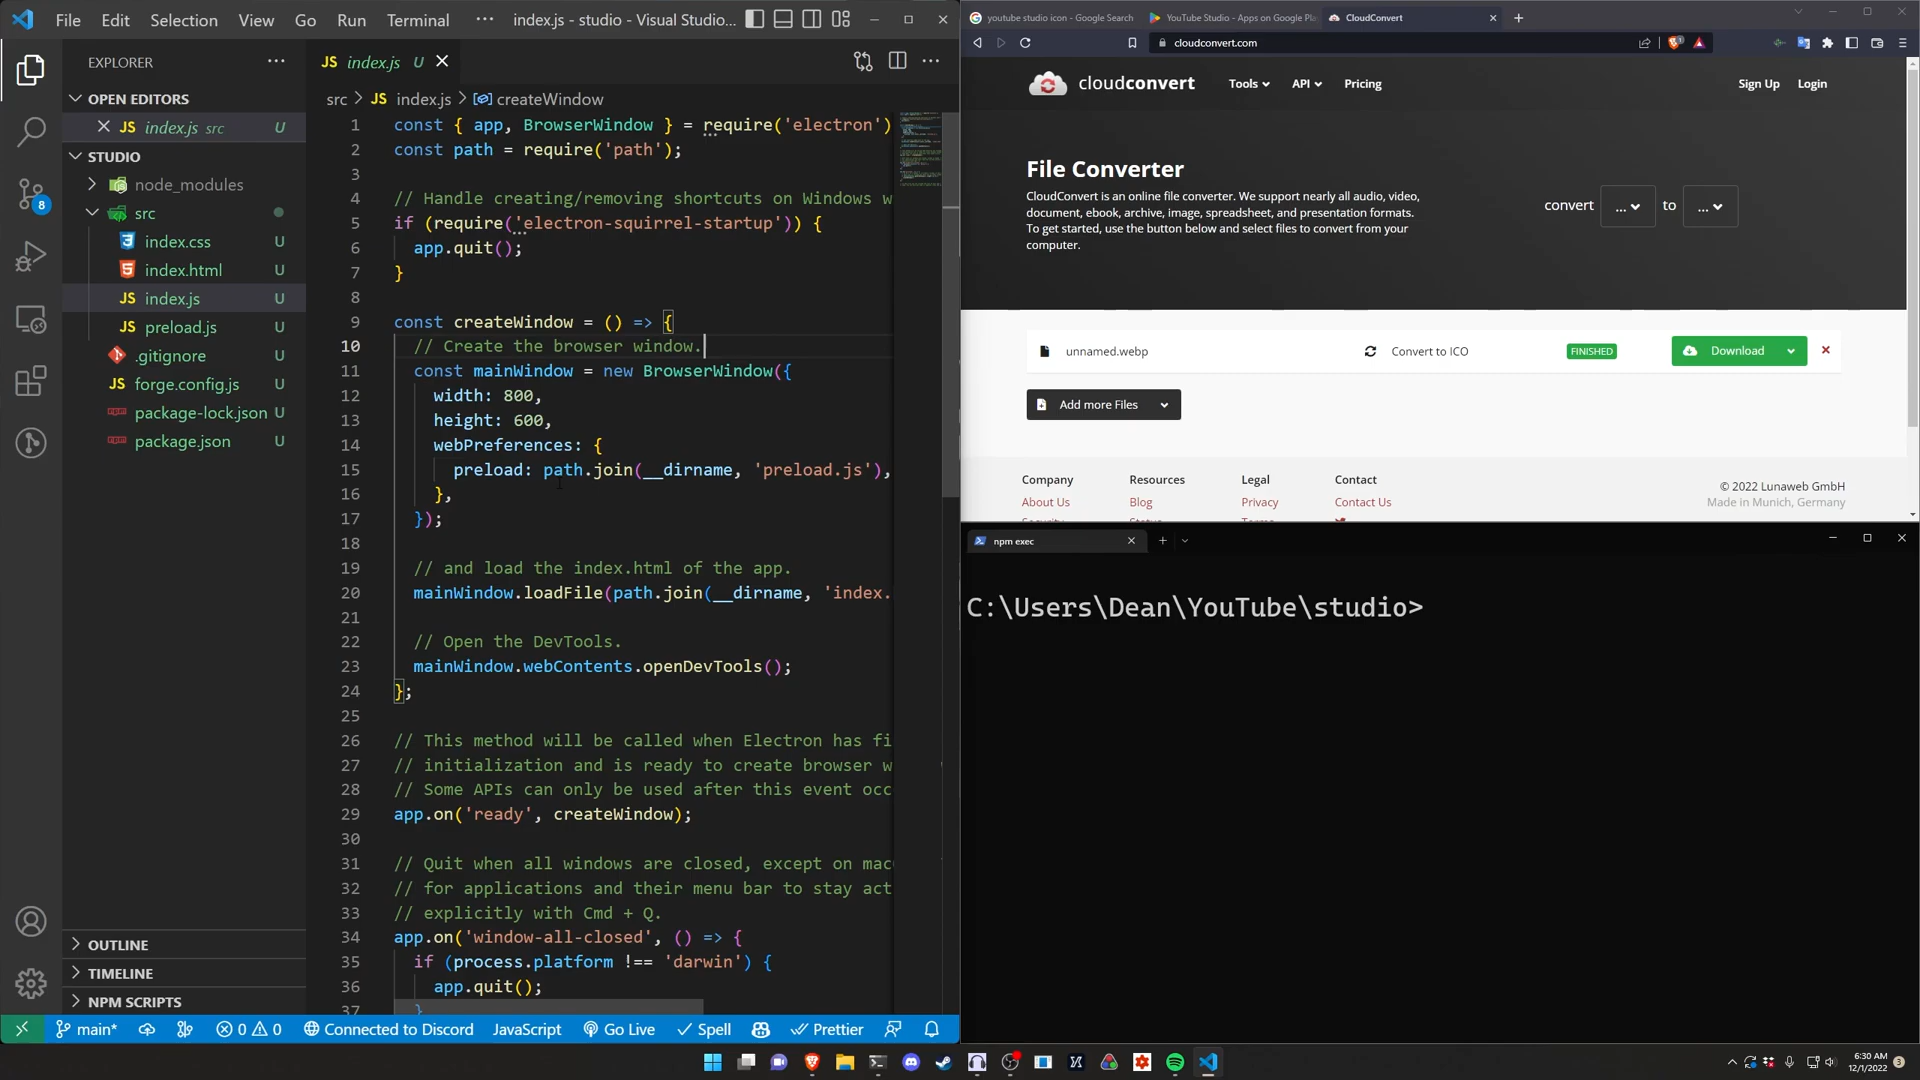 File Edit Selection View Go Run Terminal ··· index.js - studio - Visual Studio...
EXPLORER ···
OPEN EDITORS
JS index.js src U
STUDIO
node_modules
src
index.css U
index.html U
JS index.js U
JS preload.js U
.gitignore U
JS forge.config.js U
package-lock.json U
package.json U
OUTLINE
TIMELINE
NPM SCRIPTS
8
JS index.js U
src > JS index.js > createWindow
1 const { app, BrowserWindow } = require('electron')
2 const path = require('path');
3
4 // Handle creating/removing shortcuts on Windows w
5 if (require('electron-squirrel-startup')) {
6 app.quit();
7 }
8
9 const createWindow = () => {
10 // Create the browser window.
11 const mainWindow = new BrowserWindow({
12 width: 800,
13 height: 600,
14 webPreferences: {
15 preload: path.join(__dirname, 'preload.js'),
16 },
17 });
18
19 // and load the index.html of the app.
20 mainWindow.loadFile(path.join(__dirname, 'index.
21
22 // Open the DevTools.
23 mainWindow.webContents.openDevTools();
24 };
25
26 // This method will be called when Electron has fi
27 // initialization and is ready to create browser w
28 // Some APIs can only be used after this event occ
29 app.on('ready', createWindow);
30
31 // Quit when all windows are closed, except on mac
32 // for applications and their menu bar to stay act
33 // explicitly with Cmd + Q.
34 app.on('window-all-closed', () => {
35 if (process.platform !== 'darwin') {
36 app.quit();
37 }
main* 0 0 Connected to Discord JavaScript Go Live Spell Prettier
youtube studio icon - Google Search YouTube Studio - Apps on Google Pla CloudConvert
cloudconvert.com
cloudconvert Tools API Pricing Sign Up Login
File Converter
CloudConvert is an online file converter. We support nearly all audio, video,
document, ebook, archive, image, spreadsheet, and presentation formats.
To get started, use the button below and select files to convert from your
computer.
convert ... to ...
unnamed.webp Convert to ICO FINISHED Download
Add more Files
Company Resources Legal Contact © 2022 Lunaweb GmbH
About Us Blog Privacy Contact Us Made in Munich, Germany
Security Status Terms
npm exec
C:\Users\Dean\YouTube\studio>
6:30 AM
12/1/2022
3